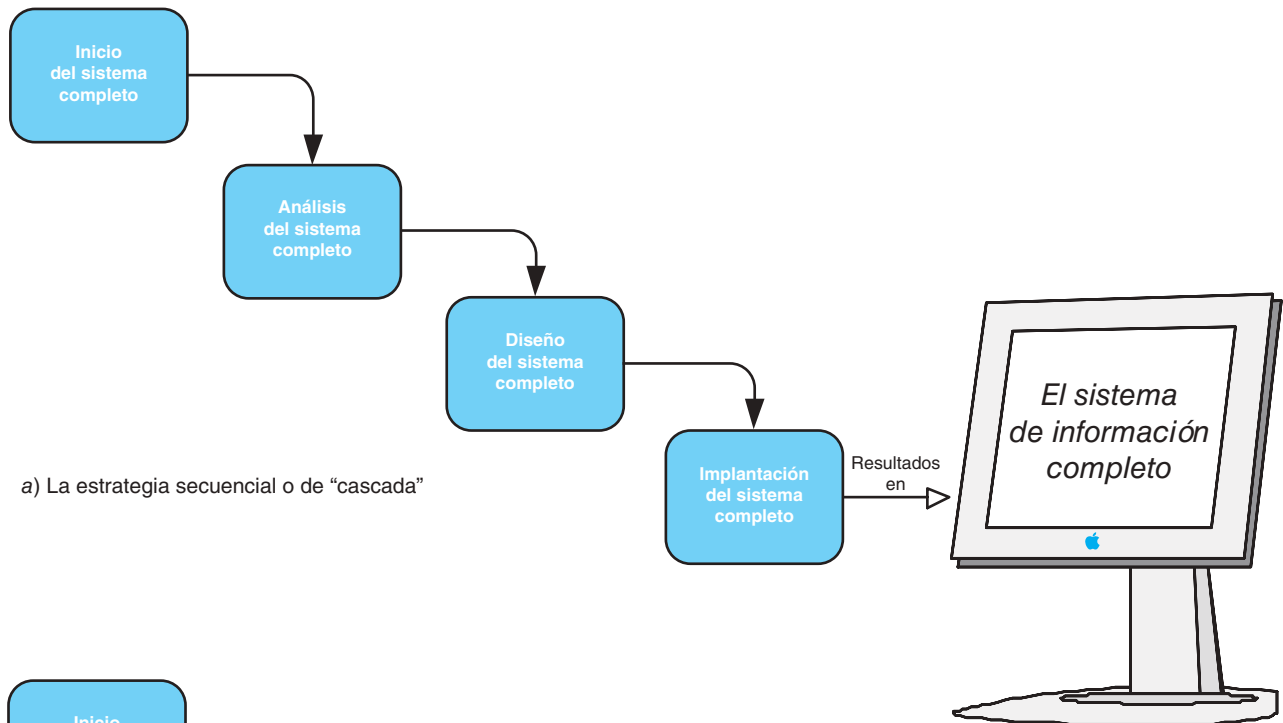 Inicio
del sistema
completo
Análisis
del sistema
completo
Diseño
del sistema
completo
Implantación
del sistema
completo
Resultados
en
El sistema
de información
completo
a) La estrategia secuencial o de “cascada”
Inicio